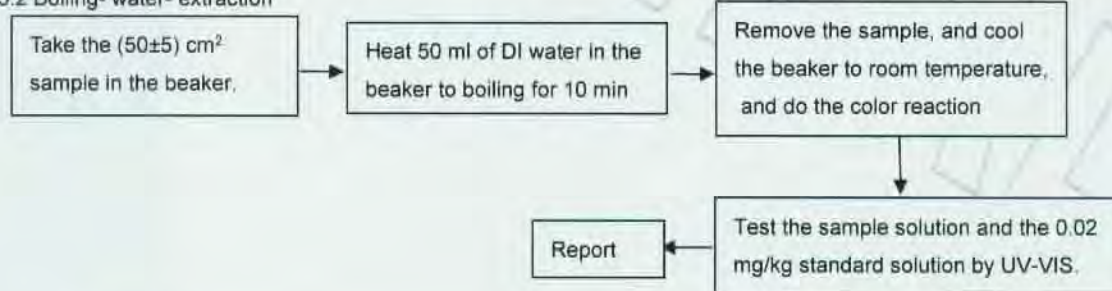 Boiling- water- extraction
Take the (50±5) cm²
sample in the beaker.
Heat 50 ml of DI water in the
beaker to boiling for 10 min
Remove the sample, and cool
the beaker to room temperature,
and do the color reaction
Test the sample solution and the 0.02
mg/kg standard solution by UV-VIS.
Report